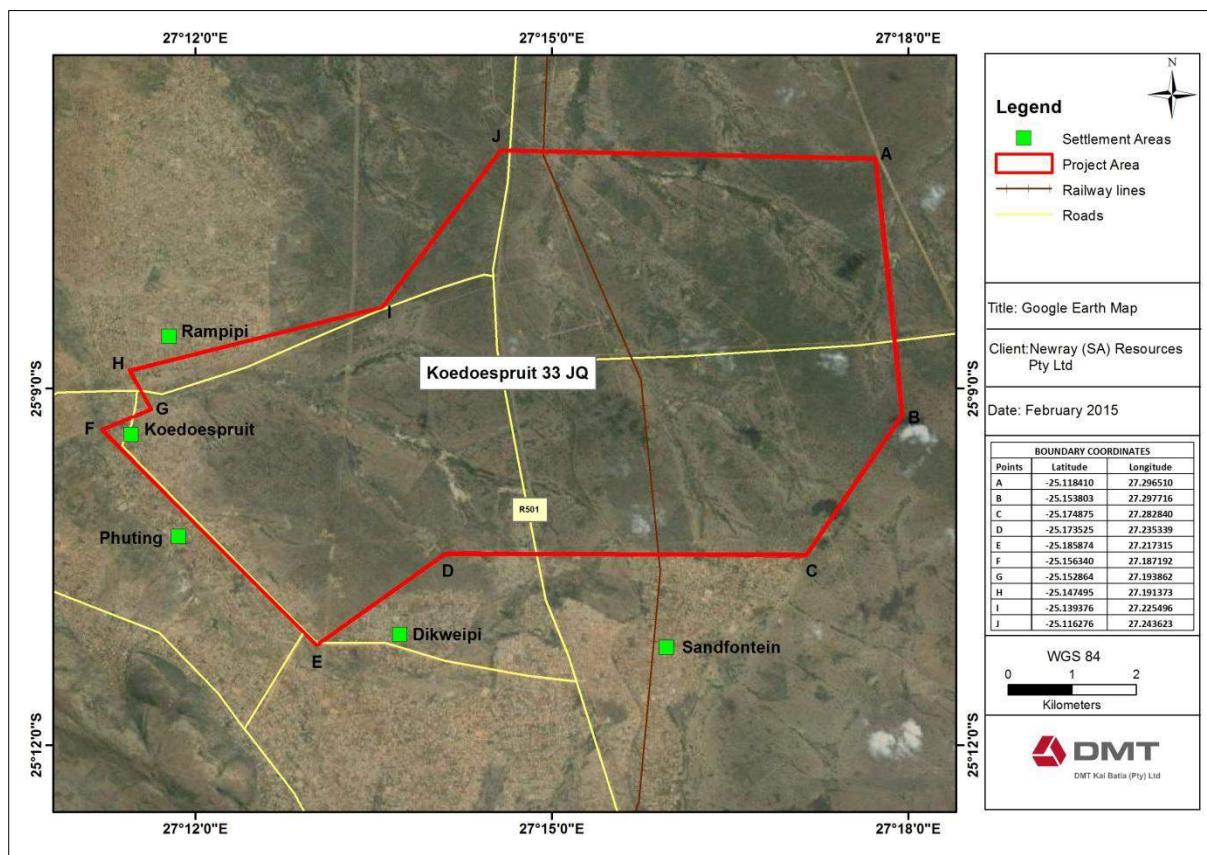 27°12'0"E
27°15'0"E
27°18'0"E
J
A
I
Rampipi
H
Koedoespruit 33 JQ
25°9'0"S
25°9'0"S
G
B
F
Koedoespruit
R501
Phuting
D
C
Dikweipi
E
Sandfontein
25°12'0"S
25°12'0"S
27°12'0"E
27°15'0"E
27°18'0"E
N
Legend
Settlement Areas
Project Area
Railway lines
Roads
Title: Google Earth Map
Client:Newray (SA) Resources
Pty Ltd
Date: February 2015
BOUNDARY COORDINATES
Points Latitude Longitude
A -25.118410 27.296510
B -25.153803 27.297716
C -25.174875 27.282840
D -25.173525 27.235339
E -25.185874 27.217315
F -25.156340 27.187192
G -25.152864 27.193862
H -25.147495 27.191373
I -25.139376 27.225496
J -25.116276 27.243623
WGS 84
0 1 2
Kilometers
DMT
DMT Kai Batla (Pty) Ltd